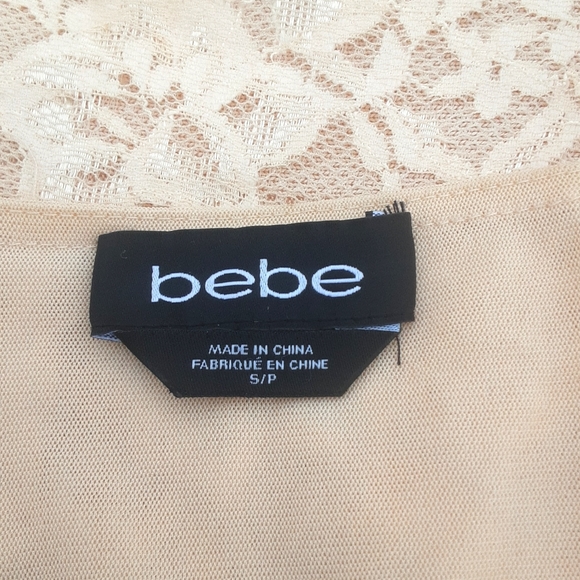 bebe
MADE IN CHINA
FABRIQUÉ EN CHINE
S/P